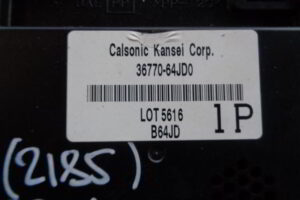 Calsonic Kansei Corp.
36770-64JD0
LOT 5616
B64JD
1P
(2185)